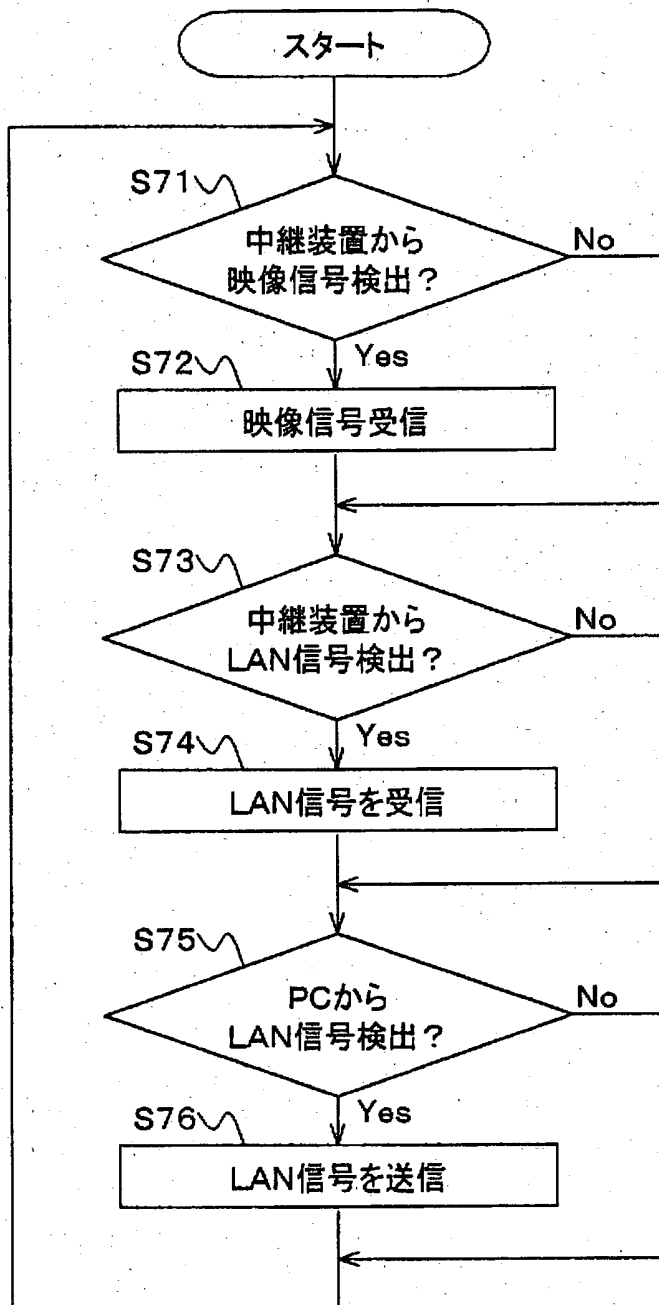 スタート
S71
中継装置から
映像信号検出?
No
Yes
S72
映像信号受信
S73
中継装置から
LAN信号検出?
No
Yes
S74
LAN信号を受信
S75
PCから
LAN信号検出?
No
Yes
S76
LAN信号を送信